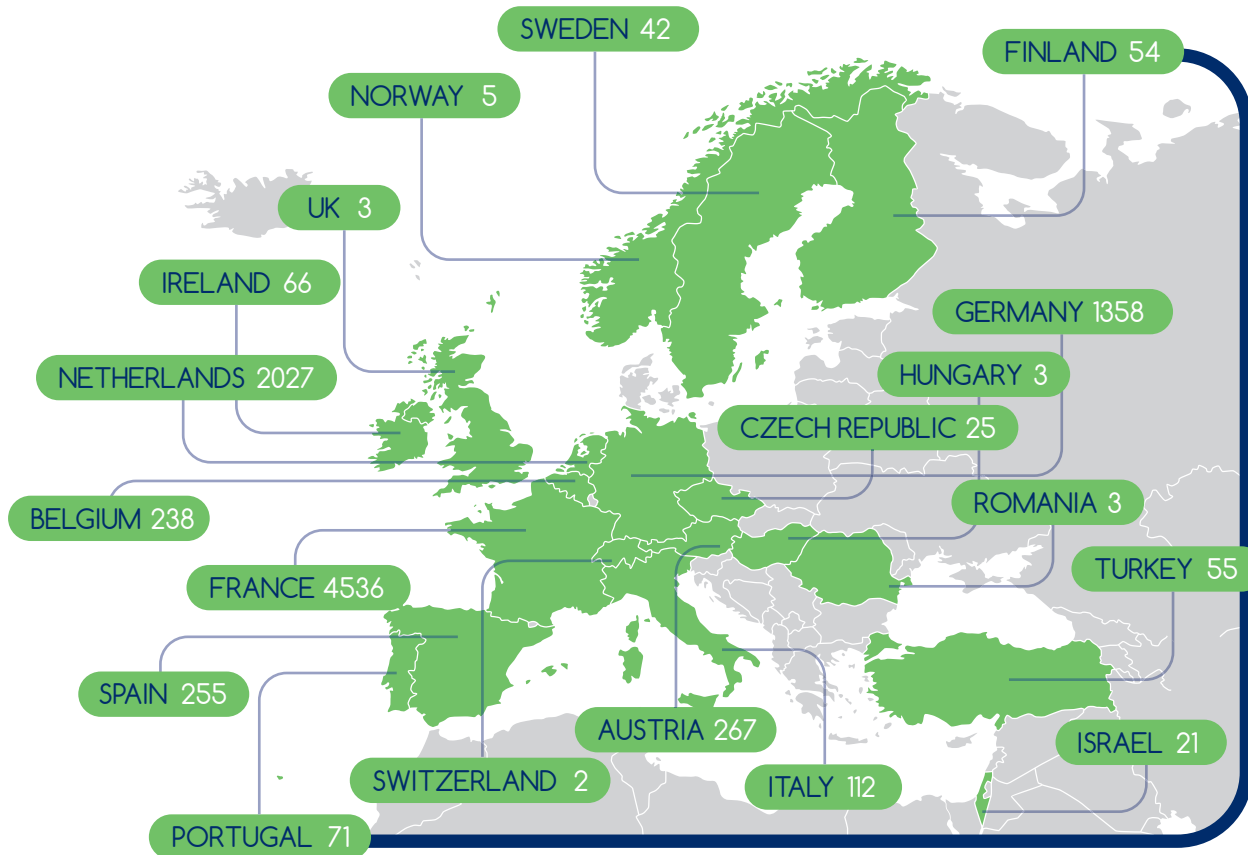 SWEDEN 42
FINLAND 54
NORWAY 5
UK 3
IRELAND 66
GERMANY 1358
NETHERLANDS 2027
HUNGARY 3
CZECH REPUBLIC 25
ROMANIA 3
BELGIUM 238
TURKEY 55
FRANCE 4536
SPAIN 255
AUSTRIA 267
ISRAEL 21
SWITZERLAND 2
ITALY 112
PORTUGAL 71